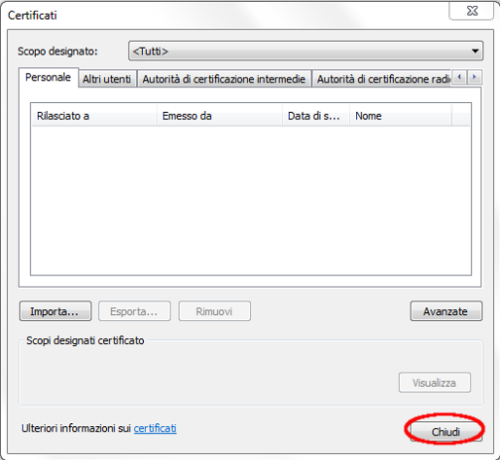 Certificati
Scopo designato: <Tutti>
Personale Altri utenti Autorità di certificazione intermedie Autorità di certificazione radi
Rilasciato a Emesso da Data di s... Nome
Importa... Esporta... Rimuovi Avanzate
Scopi designati certificato
Visualizza
Ulteriori informazioni sui certificati
Chiudi